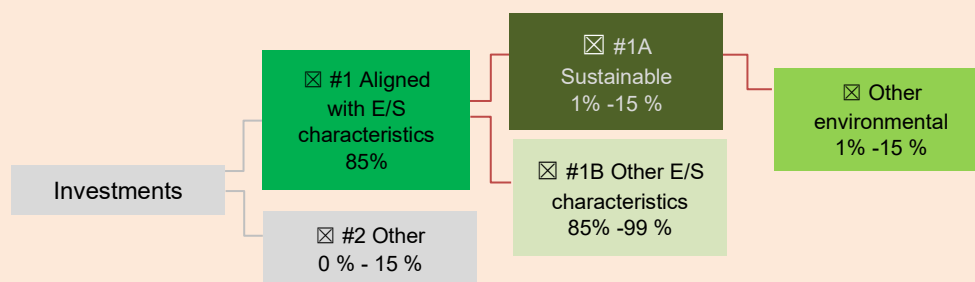 Investments
☒ #1 Aligned
with E/S
characteristics
85%
☒ #2 Other
0 % - 15 %
☒ #1A
Sustainable
1% -15 %
☒ #1B Other E/S
characteristics
85% -99 %
☒ Other
environmental
1% -15 %